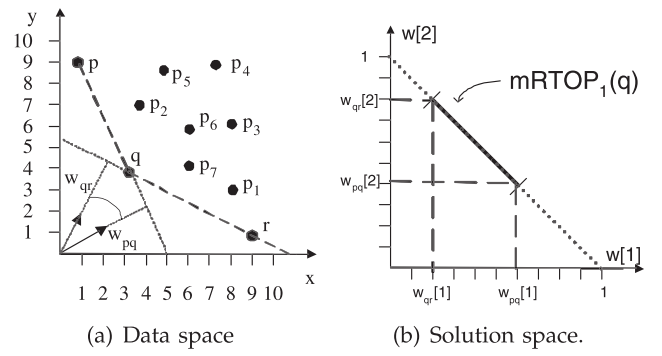 y
10
9
8
7
6
5
4
3
2
1
p
p5
p4
p2
p6
p3
q
p7
p1
wqr
wpq
r
x
1 2 3 4 5 6 7 8 9 10
(a) Data space
w[2]
1
mRTOP1(q)
wqr[2]
wpq[2]
w[1]
wqr[1] wpq[1] 1
(b) Solution space.